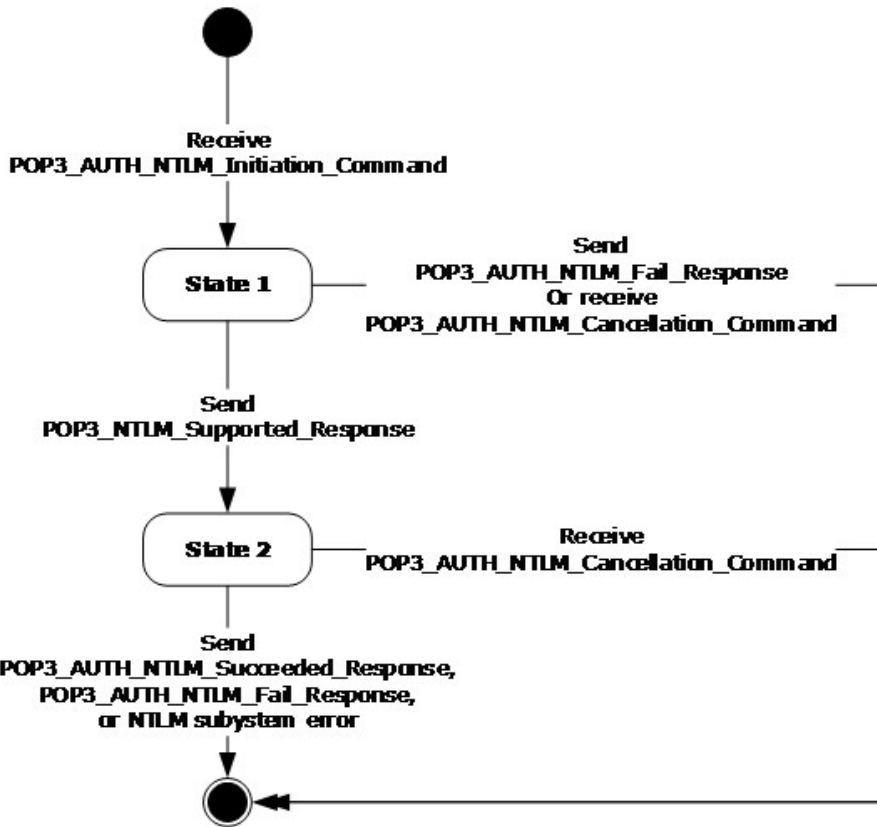 Receive
POP3_AUTH_NTLM_Initiation_Command
State 1
Send
POP3_AUTH_NTLM_Fail_Response
Or receive
POP3_AUTH_NTLM_Cancellation_Command
Send
POP3_NTLM_Supported_Response
State 2
Receive
POP3_AUTH_NTLM_Cancellation_Command
Send
POP3_AUTH_NTLM_Succeeded_Response,
POP3_AUTH_NTLM_Fail_Response,
or NTLM subystem error